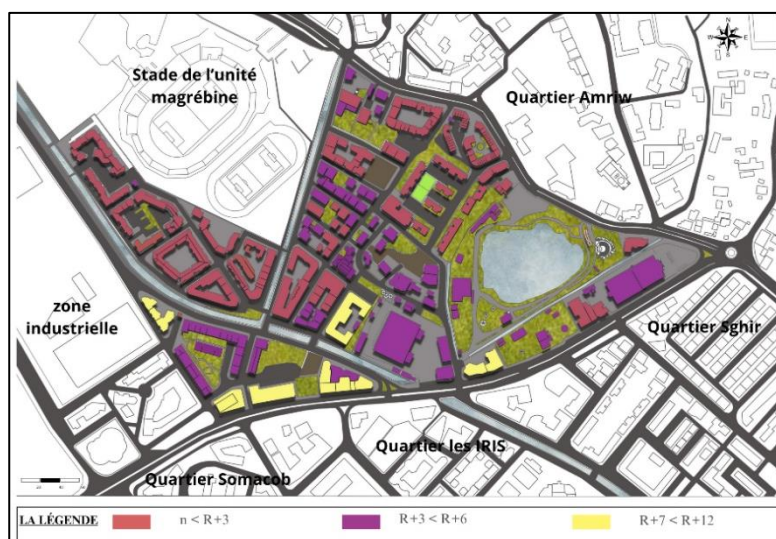 N
W
E
S
Stade de l'unité
magrébine
Quartier Amriw
zone
industrielle
Quartier Sghir
Quartier les IRIS
Quartier Somacob
LA LÉGENDE
n < R+3
R+3 < R+6
R+7 < R+12